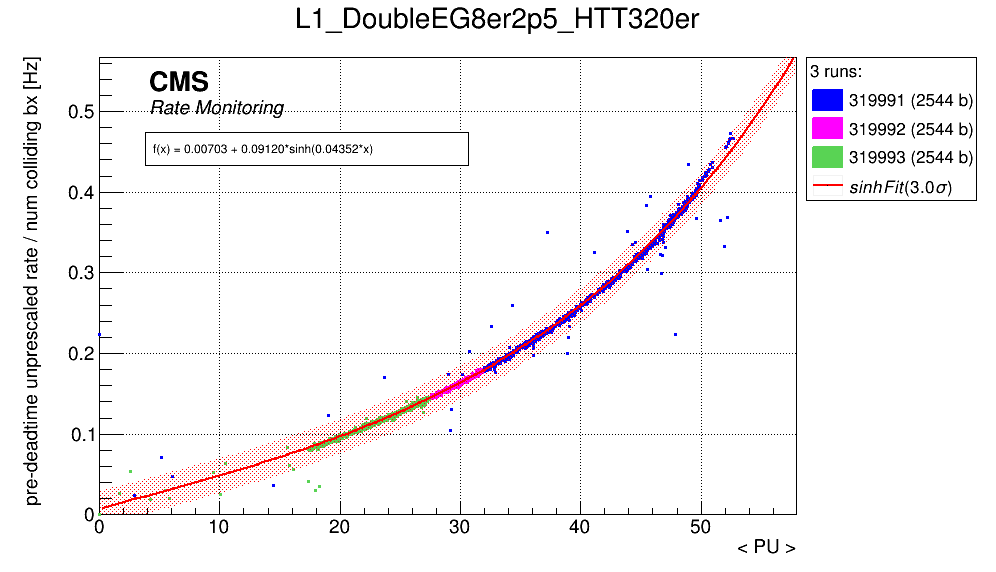 L1_DoubleEG8er2p5_HTT320er
pre-deadtime unprescaled rate / num colliding bx [Hz]
CMS
Rate Monitoring
f(x) = 0.00703 + 0.09120*sinh(0.04352*x)
0.5
0.4
0.3
0.2
0.1
0
0 10 20 30 40 50
< PU >
3 runs:
319991 (2544 b)
319992 (2544 b)
319993 (2544 b)
sinhFit(3.0σ)